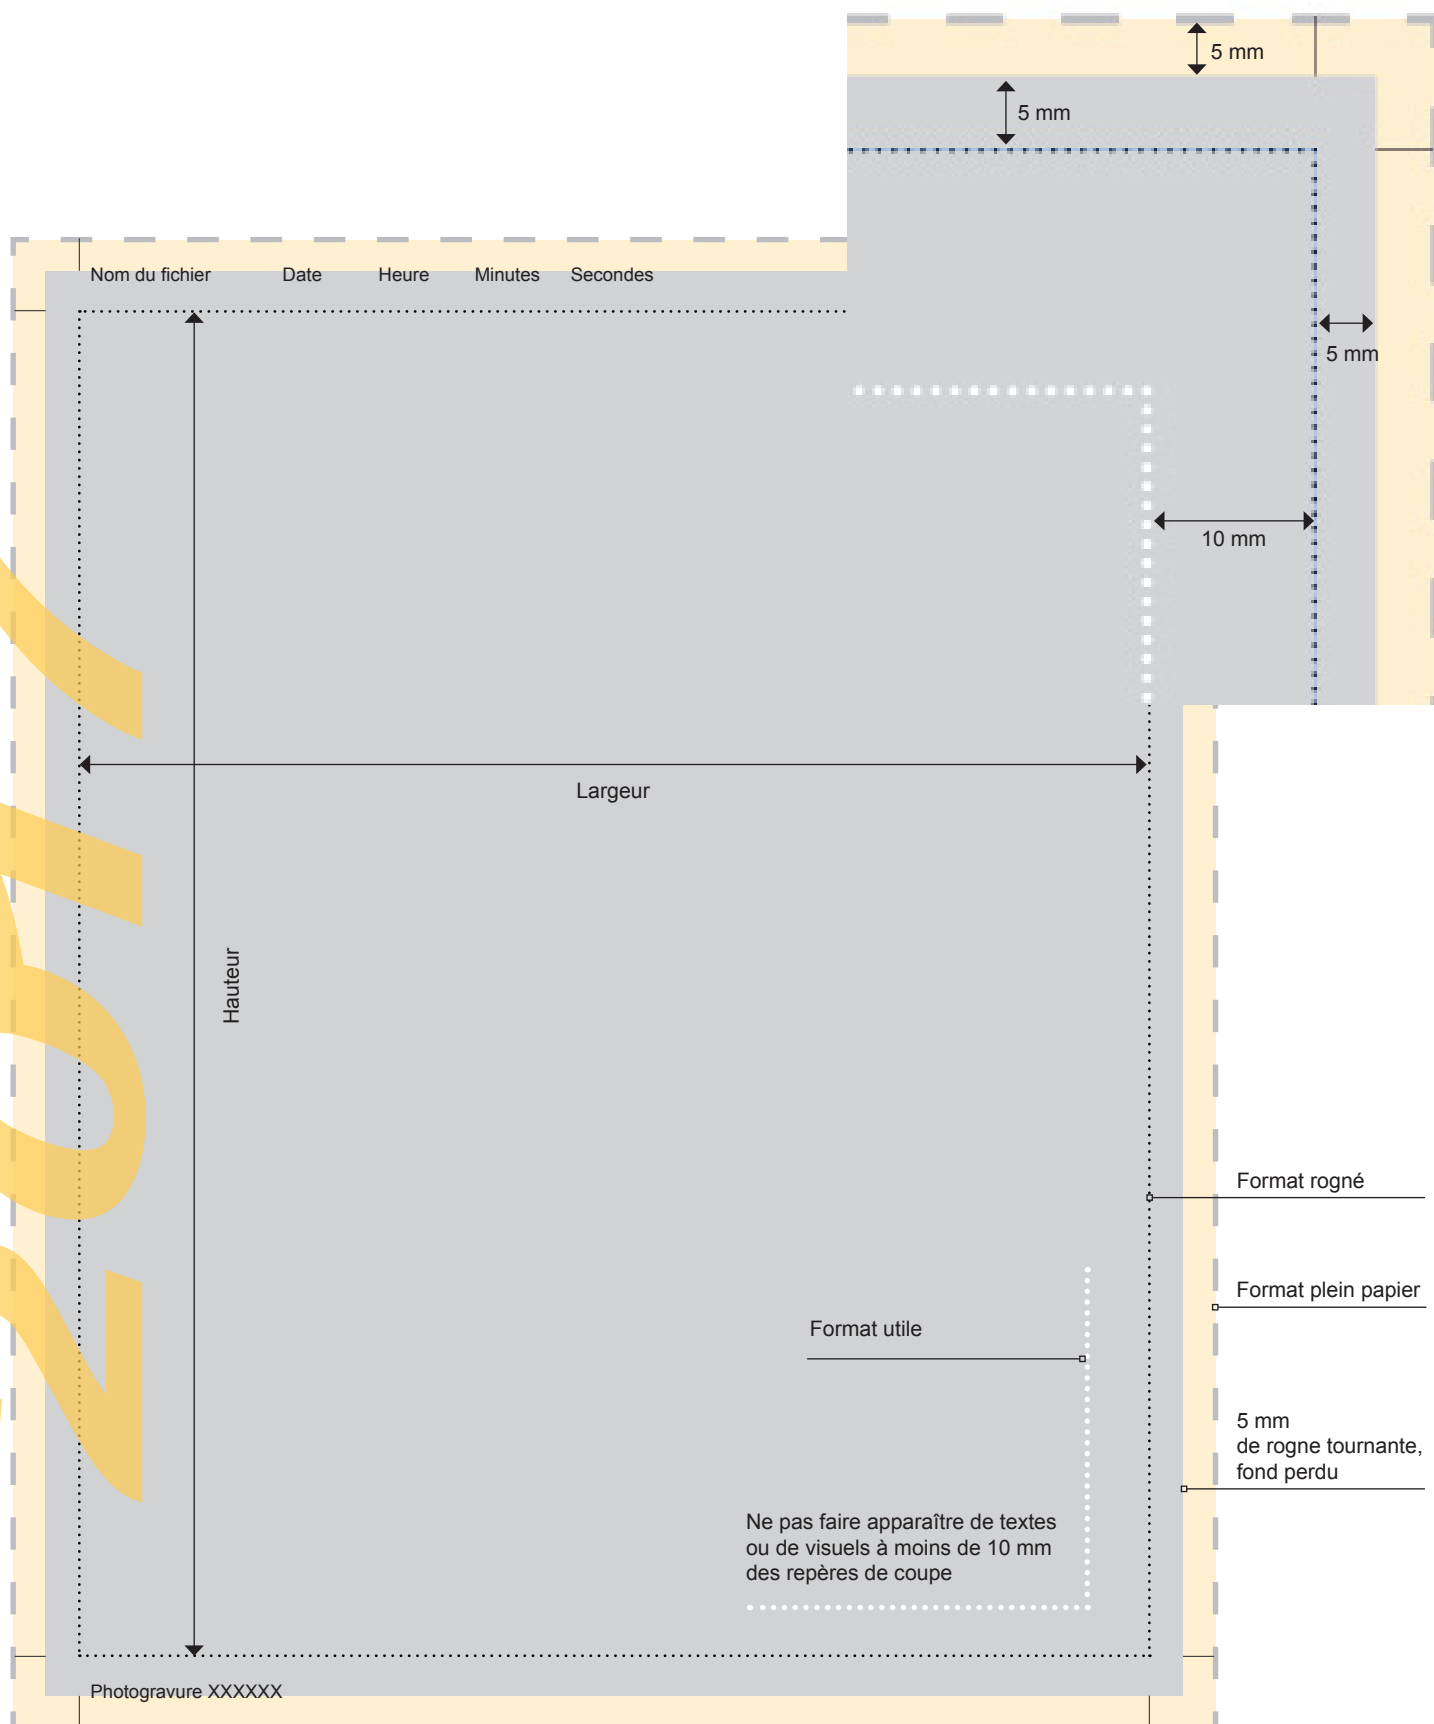 5 mm
5 mm
Nom du fichier Date Heure Minutes Secondes
5 mm
10 mm
Largeur
Hauteur
Format rogné
Format plein papier
Format utile
5 mm
de rogne tournante,
fond perdu
Ne pas faire apparaître de textes
ou de visuels à moins de 10 mm
des repères de coupe
Photogravure XXXXXX